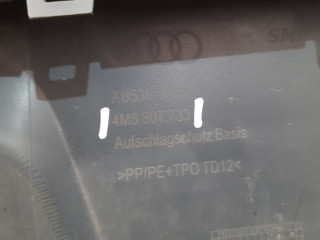 4M8 807 733
Aufschlagschutz Basis
>PP/PE+TPO TD12<